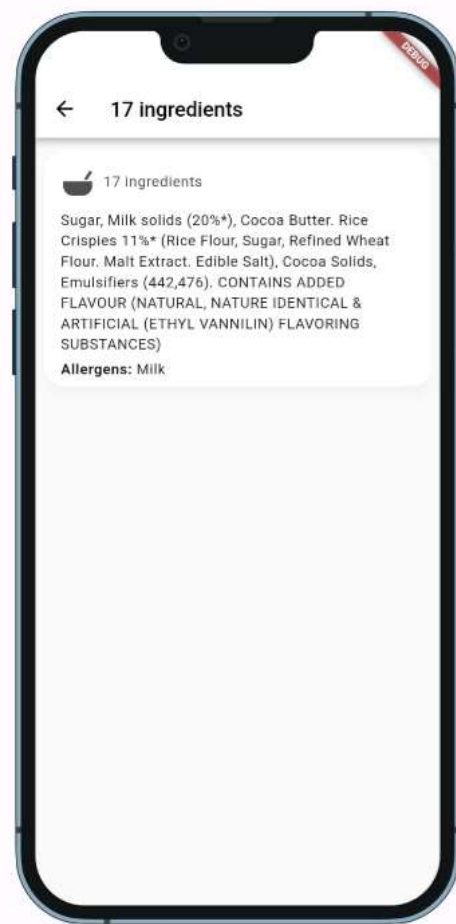 DEBUG
17 ingredients
17 ingredients
Sugar, Milk solids (20%*), Cocoa Butter. Rice
Crispies 11%* (Rice Flour, Sugar, Refined Wheat
Flour. Malt Extract. Edible Salt), Cocoa Solids,
Emulsifiers (442,476). CONTAINS ADDED
FLAVOUR (NATURAL, NATURE IDENTICAL &
ARTIFICIAL (ETHYL VANNILIN) FLAVORING
SUBSTANCES)
Allergens: Milk